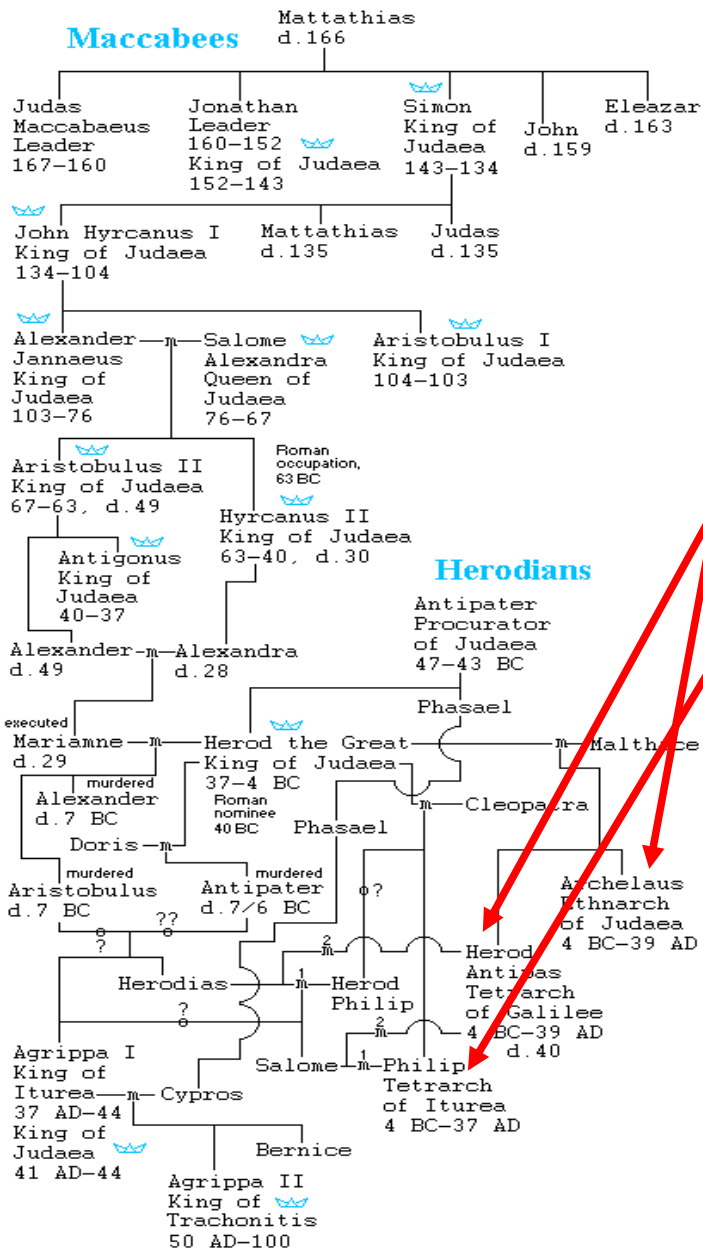 Maccabees
Mattathias
d.166
Judas
Maccabaeus
Leader
167–160
Jonathan
Leader
160–152
King of Judaea
152–143
Simon
King of
Judaea
143–134
John
d.159
Eleazar
d.163
John Hyrcanus I
King of Judaea
134–104
Mattathias
d.135
Judas
d.135
Alexander
Jannaeus
King of
Judaea
103–76
m
Salome
Alexandra
Queen of
Judaea
76–67
Aristobulus I
King of Judaea
104–103
Aristobulus II
King of Judaea
67–63, d.49
Roman
occupation,
63 BC
Hyrcanus II
King of Judaea
63–40, d.30
Antigonus
King of
Judaea
40–37
Herodians
Antipater
Procurator
of Judaea
47–43 BC
Alexander
d.49
m
Alexandra
d.28
Phasael
executed
Mariamne
d.29
m
Herod the Great
King of Judaea
37–4 BC
Roman
nominee
40 BC
m
Malthace
murdered
Alexander
d.7 BC
m
Cleopatra
Phasael
Doris
m
murdered
Aristobulus
d.7 BC
murdered
Antipater
d.7/6 BC
?
Archelaus
Ethnarch
of Judaea
4 BC–39 AD
??
?
2
m
Herod
Antipas
Tetrarch
of Galilee
4 BC–39 AD
d.40
Herodias
1
m
Herod
Philip
?
2
m
Agrippa I
King of
Iturea
37 AD–44
King of
Judaea
41 AD–44
m
Cypros
Salome
1
m
Philip
Tetrarch
of Iturea
4 BC–37 AD
Bernice
Agrippa II
King of
Trachonitis
50 AD–100